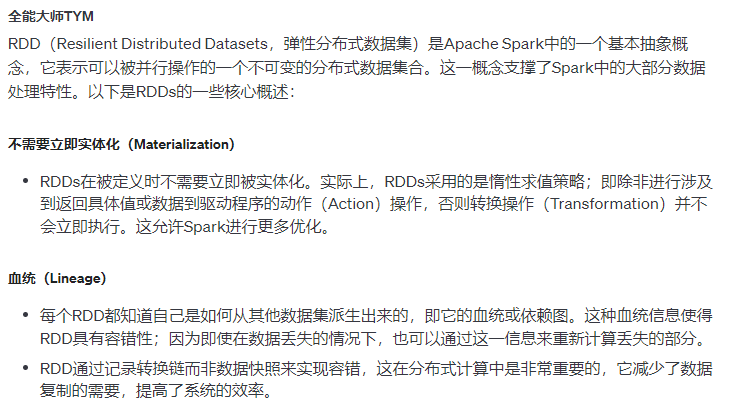 全能大师TYM
RDD（Resilient Distributed Datasets，弹性分布式数据集）是Apache Spark中的一个基本抽象概
念，它表示可以被并行操作的一个不可变的分布式数据集合。这一概念支撑了Spark中的大部分数据
处理特性。以下是RDDs的一些核心概述：
不需要立即实体化（Materialization）
• RDDs在被定义时不需要立即被实体化。实际上，RDDs采用的是惰性求值策略；即除非进行涉及
到返回具体值或数据到驱动程序的动作（Action）操作，否则转换操作（Transformation）并不
会立即执行。这允许Spark进行更多优化。
血统（Lineage）
• 每个RDD都知道自己是如何从其他数据集派生出来的，即它的血统或依赖图。这种血统信息使得
RDD具有容错性；因为即使在数据丢失的情况下，也可以通过这一信息来重新计算丢失的部分。
• RDD通过记录转换链而非数据快照来实现容错，这在分布式计算中是非常重要的，它减少了数据
复制的需要，提高了系统的效率。